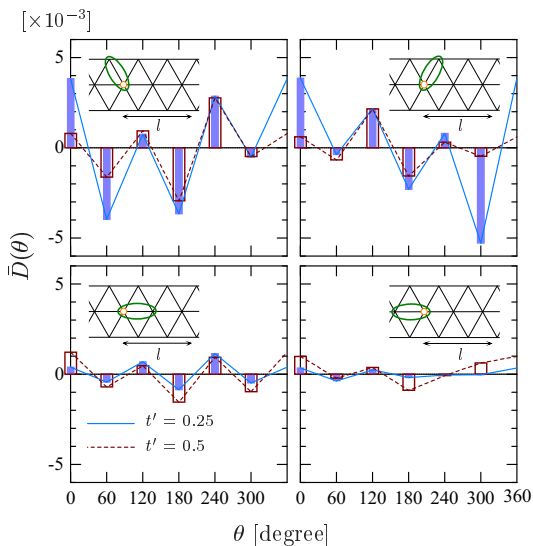 [×10−3]
5
0
-5
l
l
D̄(θ)
5
0
-5
l
l
t′ = 0.25
t′ = 0.5
0 60 120 180 240 300 0 60 120 180 240 300 360
θ [degree]